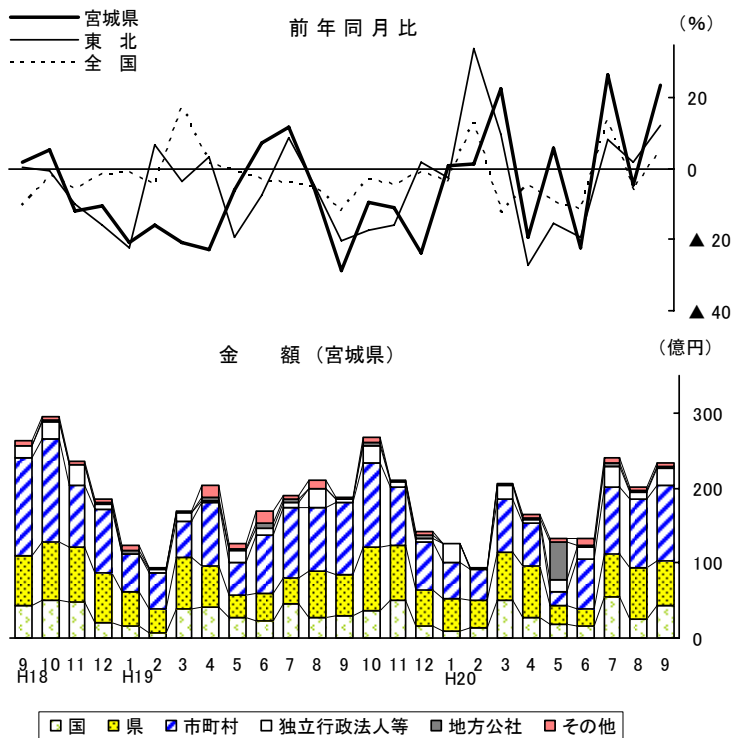 宮城県
東 北
全 国
前 年 同 月 比
(%)
20
0
▲ 20
▲ 40
金 額 (宮城県)
(億円)
300
200
100
0
9 10 11 12 1 2 3 4 5 6 7 8 9 10 11 12 1 2 3 4 5 6 7 8 9
H18 H19 H20
国 県 市町村 独立行政法人等 地方公社 その他